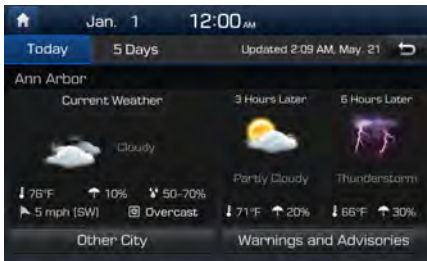 Jan. 1 12:00 AM
Today 5 Days Updated 2:09 AM, May. 21
Ann Arbor
Current Weather 3 Hours Later 6 Hours Later
Cloudy
Partly Cloudy Thunderstorm
76°F 10% 50-70%
5 mph (SW) Overcast 71°F 20% 66°F 30%
Other City Warnings and Advisories